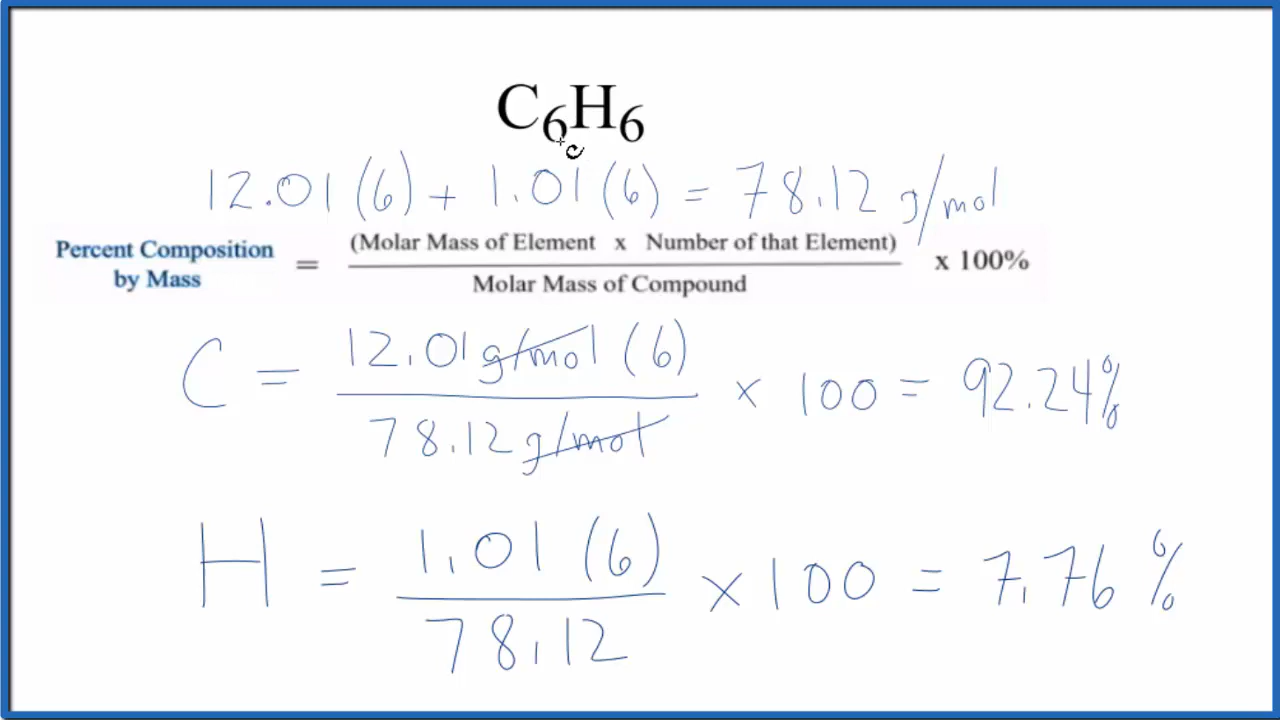 C6H6
12.01 (6) + 1.01 (6) = 78.12 g/mol
Percent Composition by Mass = (Molar Mass of Element x Number of that Element) / Molar Mass of Compound x 100%
C = 12.01 g/mol (6) / 78.12 g/mol x 100 = 92.24%
H = 1.01 (6) / 78.12 x 100 = 7.76 %